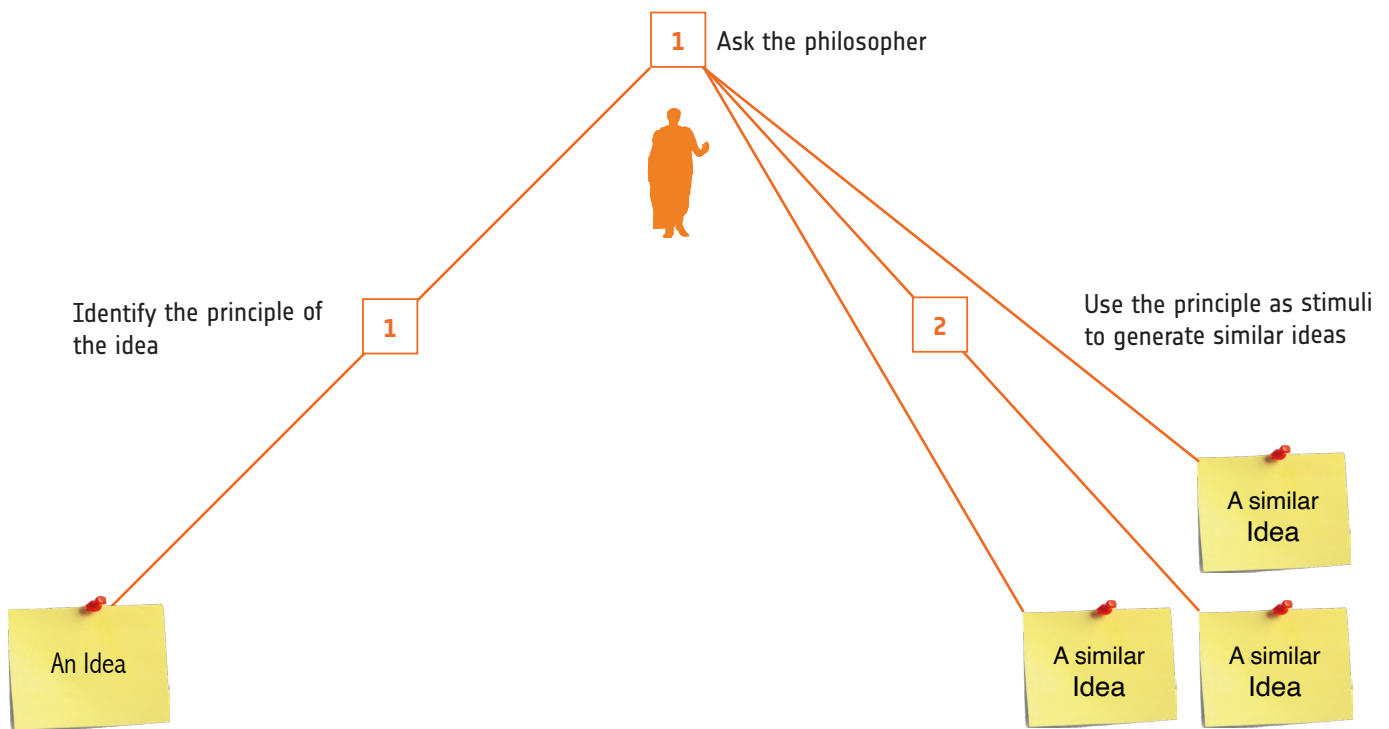 1 Ask the philosopher
Identify the principle of
the idea
1
2
Use the principle as stimuli
to generate similar ideas
An Idea
A similar
Idea
A similar
Idea
A similar
Idea